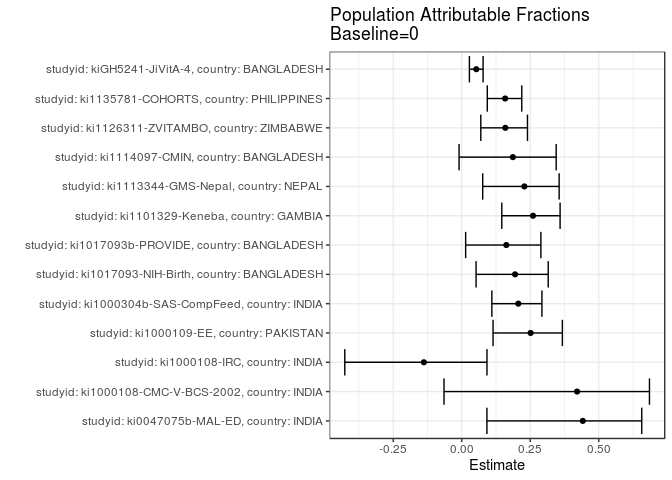 Population Attributable Fractions
Baseline=0
studyid: kiGH5241-JiVitA-4, country: BANGLADESH
studyid: ki1135781-COHORTS, country: PHILIPPINES
studyid: ki1126311-ZVITAMBO, country: ZIMBABWE
studyid: ki1114097-CMIN, country: BANGLADESH
studyid: ki1113344-GMS-Nepal, country: NEPAL
studyid: ki1101329-Keneba, country: GAMBIA
studyid: ki1017093b-PROVIDE, country: BANGLADESH
studyid: ki1017093-NIH-Birth, country: BANGLADESH
studyid: ki1000304b-SAS-CompFeed, country: INDIA
studyid: ki1000109-EE, country: PAKISTAN
studyid: ki1000108-IRC, country: INDIA
studyid: ki1000108-CMC-V-BCS-2002, country: INDIA
studyid: ki0047075b-MAL-ED, country: INDIA
-0.25 0.00 0.25 0.50
Estimate